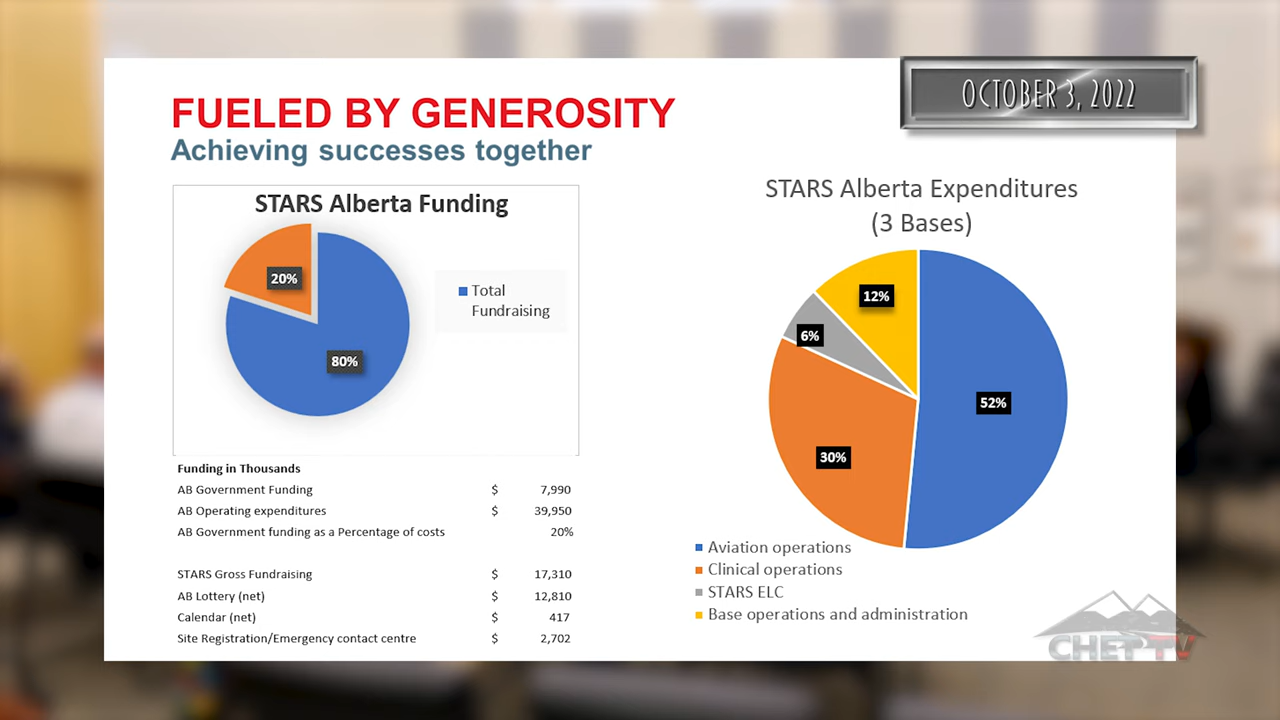 OCTOBER 3, 2022
FUELED BY GENEROSITY
Achieving successes together
STARS Alberta Funding
20%
80%
Total
Fundraising
Funding in Thousands
AB Government Funding $ 7,990
AB Operating expenditures $ 39,950
AB Government funding as a Percentage of costs 20%
STARS Gross Fundraising $ 17,310
AB Lottery (net) $ 12,810
Calendar (net) $ 417
Site Registration/Emergency contact centre $ 2,702
STARS Alberta Expenditures
(3 Bases)
12%
6%
52%
30%
Aviation operations
Clinical operations
STARS ELC
Base operations and administration
CHET TV